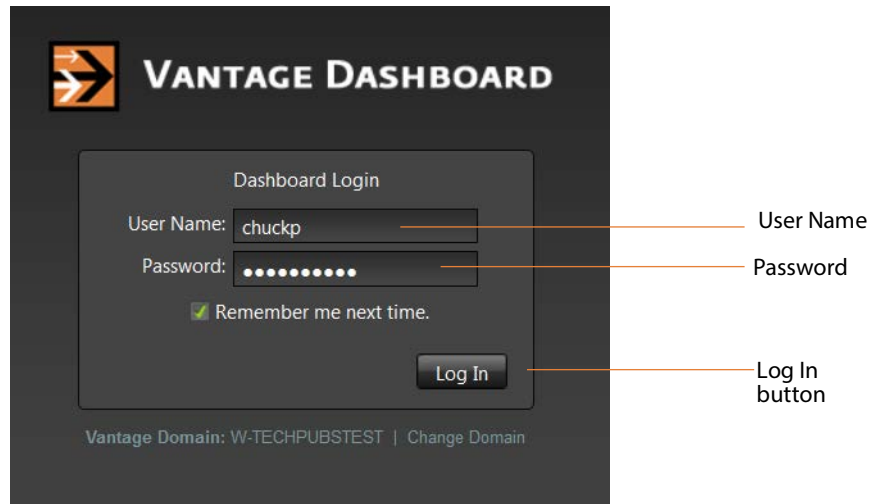 VANTAGE DASHBOARD
Dashboard Login
User Name: chuckp
User Name
Password: ●●●●●●●●●●
Password
Remember me next time.
Log In
Log In
button
Vantage Domain: W-TECHPUBSTEST | Change Domain